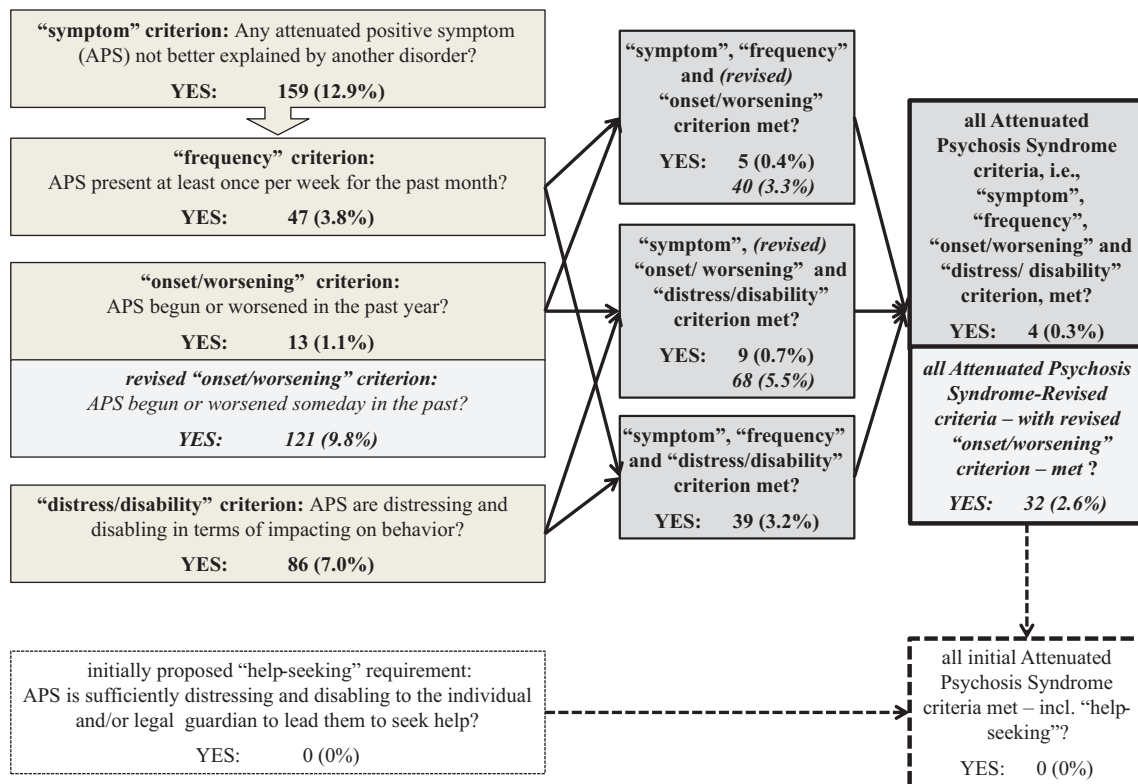 “symptom” criterion: Any attenuated positive symptom
(APS) not better explained by another disorder?
YES: 159 (12.9%)
“frequency” criterion:
APS present at least once per week for the past month?
YES: 47 (3.8%)
“onset/worsening” criterion:
APS begun or worsened in the past year?
YES: 13 (1.1%)
revised “onset/worsening” criterion:
APS begun or worsened someday in the past?
YES: 121 (9.8%)
“distress/disability” criterion: APS are distressing and
disabling in terms of impacting on behavior?
YES: 86 (7.0%)
“symptom”, “frequency”
and (revised)
“onset/worsening”
criterion met?
YES: 5 (0.4%)
40 (3.3%)
“symptom”, (revised)
“onset/ worsening” and
“distress/disability”
criterion met?
YES: 9 (0.7%)
68 (5.5%)
“symptom”, “frequency”
and “distress/disability”
criterion met?
YES: 39 (3.2%)
all Attenuated
Psychosis Syndrome
criteria, i.e.,
“symptom”,
“frequency”,
“onset/worsening” and
“distress/ disability”
criterion, met?
YES: 4 (0.3%)
all Attenuated Psychosis
Syndrome-Revised
criteria – with revised
“onset/worsening”
criterion – met ?
YES: 32 (2.6%)
initially proposed “help-seeking” requirement:
APS is sufficiently distressing and disabling to the individual
and/or legal guardian to lead them to seek help?
YES: 0 (0%)
all initial Attenuated
Psychosis Syndrome
criteria met – incl. “help-
seeking”?
YES: 0 (0%)